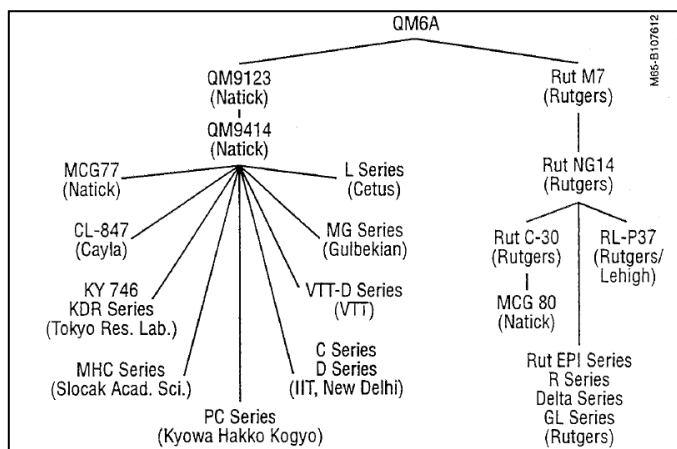 QM6A
M65-B107612
QM9123
(Natick)
QM9414
(Natick)
MCG77
(Natick)
L Series
(Cetus)
CL-847
(Cayla)
MG Series
(Gulbekian)
KY 746
KDR Series
(Tokyo Res. Lab.)
VTT-D Series
(VTT)
MHC Series
(Slocak Acad. Sci.)
C Series
D Series
(IIT, New Delhi)
PC Series
(Kyowa Hakko Kogyo)
Rut M7
(Rutgers)
Rut NG14
(Rutgers)
Rut C-30
(Rutgers)
MCG 80
(Natick)
RL-P37
(Rutgers/
Lehigh)
Rut EPI Series
R Series
Delta Series
GL Series
(Rutgers)